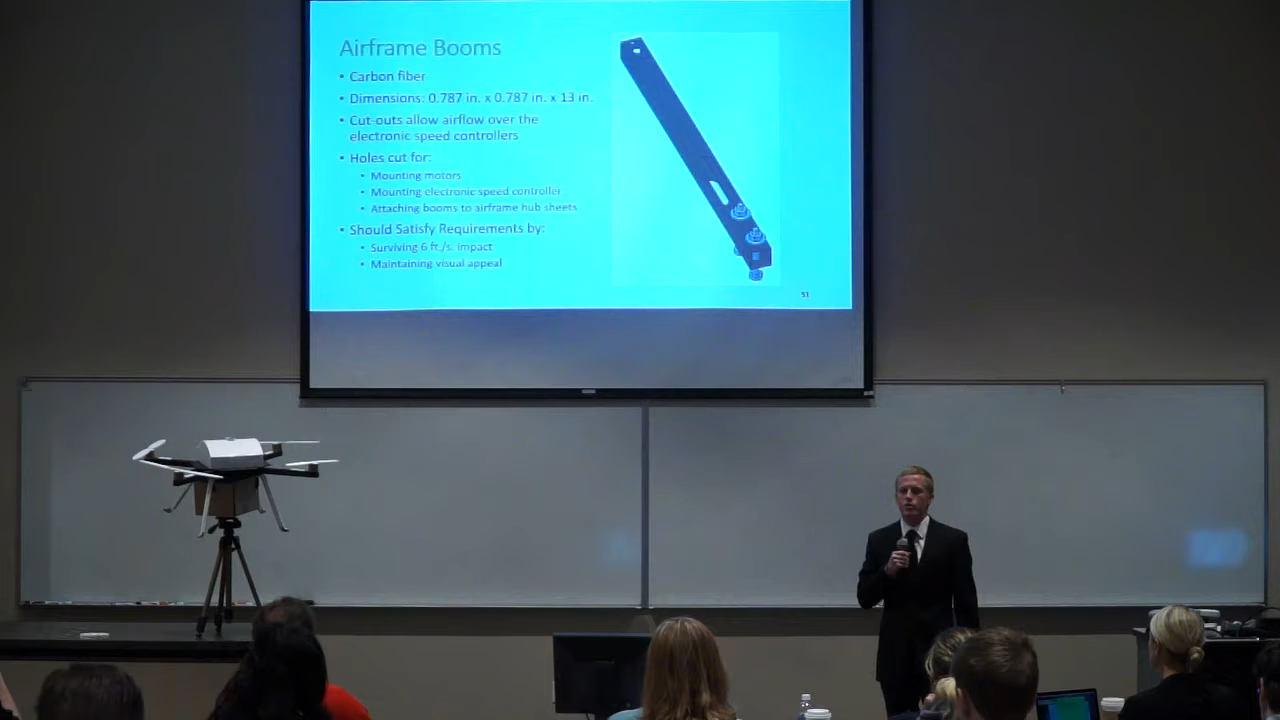 Airframe Booms
• Carbon fiber
• Dimensions: 0.787 in. x 0.787 in. x 13 in.
• Cut-outs allow airflow over the
electronic speed controllers
• Holes cut for:
• Mounting motors
• Mounting electronic speed controller
• Attaching booms to airframe hub sheets
• Should Satisfy Requirements by:
• Surviving 6 ft./s. impact
• Maintaining visual appeal
51